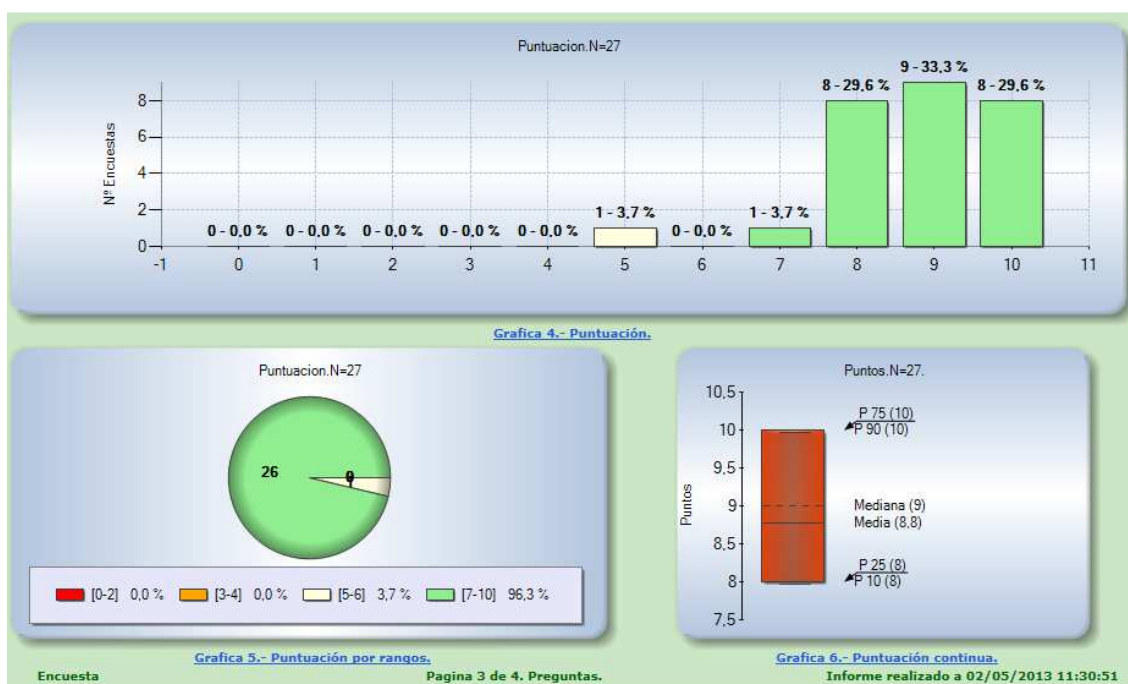 Puntuacion.N=27
Nº Encuestas
8
6
4
2
0
0 - 0,0 %
0 - 0,0 %
0 - 0,0 %
0 - 0,0 %
0 - 0,0 %
1 - 3,7 %
0 - 0,0 %
1 - 3,7 %
8 - 29,6 %
9 - 33,3 %
8 - 29,6 %
-1 0 1 2 3 4 5 6 7 8 9 10 11
Grafica 4.- Puntuación.
Puntuacion.N=27
26
[0-2] 0,0 % [3-4] 0,0 % [5-6] 3,7 % [7-10] 96,3 %
Grafica 5.- Puntuación por rangos.
Puntos.N=27.
Puntos
10,5
10
9,5
9
8,5
8
7,5
P 75 (10)
P 90 (10)
Mediana (9)
Media (8,8)
P 25 (8)
P 10 (8)
Grafica 6.- Puntuación continua.
Encuesta Pagina 3 de 4. Preguntas. Informe realizado a 02/05/2013 11:30:51